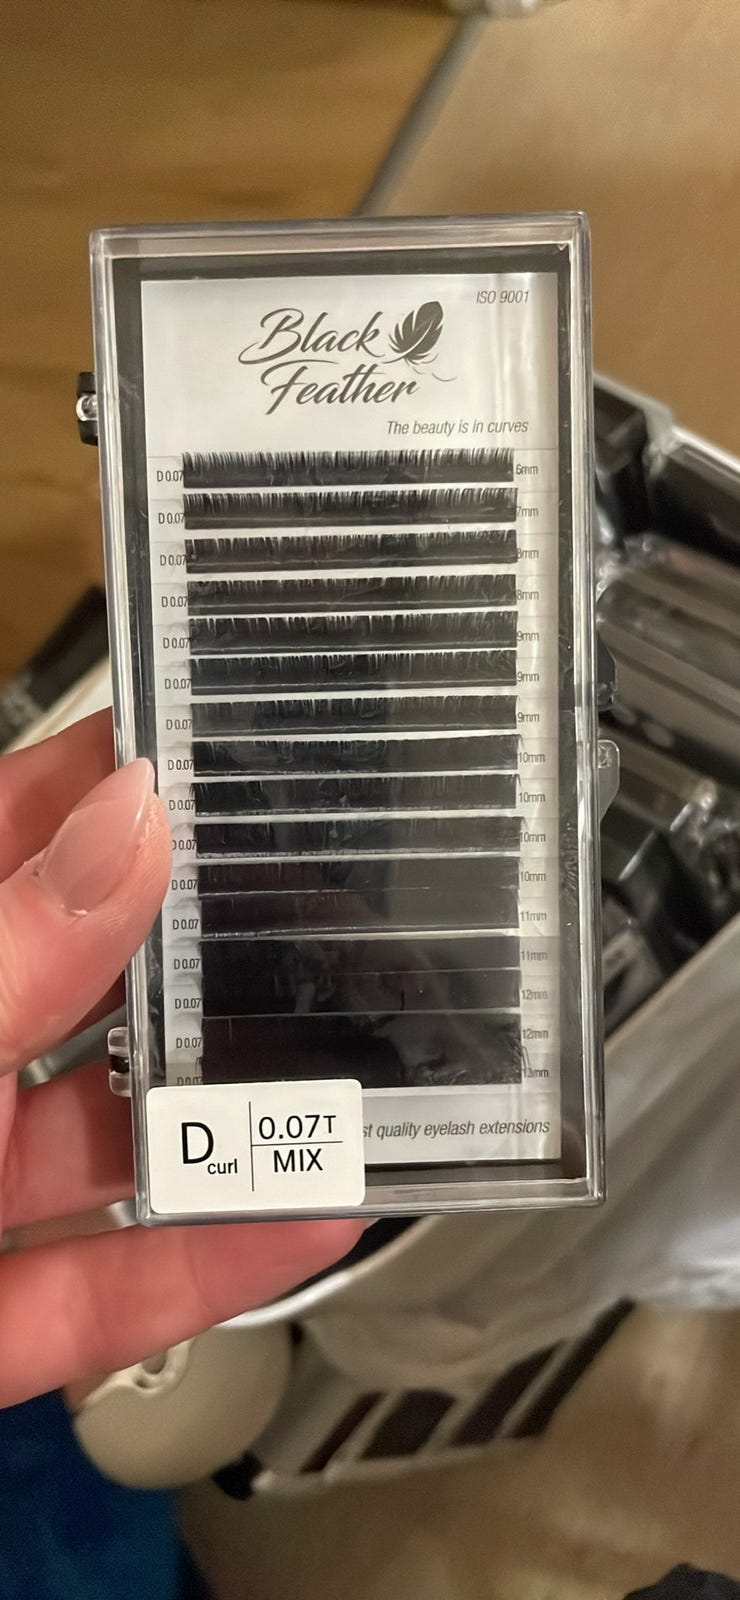 ISO 9001
Black
Feather
The beauty is in curves
D 0.07 6mm
D 0.07 7mm
D 0.07 8mm
D 0.07 8mm
D 0.07 9mm
D 0.07 9mm
D 0.07 9mm
D 0.07 10mm
D 0.07 10mm
D 0.07 10mm
D 0.07 10mm
D 0.07 11mm
D 0.07 11mm
D 0.07 12mm
D 0.07 12mm
D 0.07 13mm
st quality eyelash extensions
D curl
0.07T
MIX